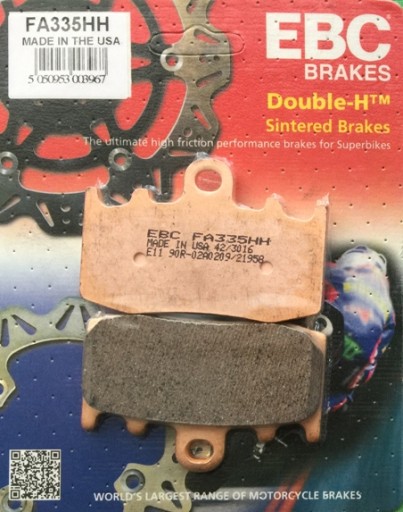 FA335HH
MADE IN THE USA
5 050953 003967
EBC
BRAKES
Double-H™
Sintered Brakes
The ultimate high friction performance brakes for Superbikes
EBC FA335HH
MADE IN USA 42/3016
E11 90R-02A0209/21958
WORLD'S LARGEST RANGE OF MOTORCYCLE BRAKES